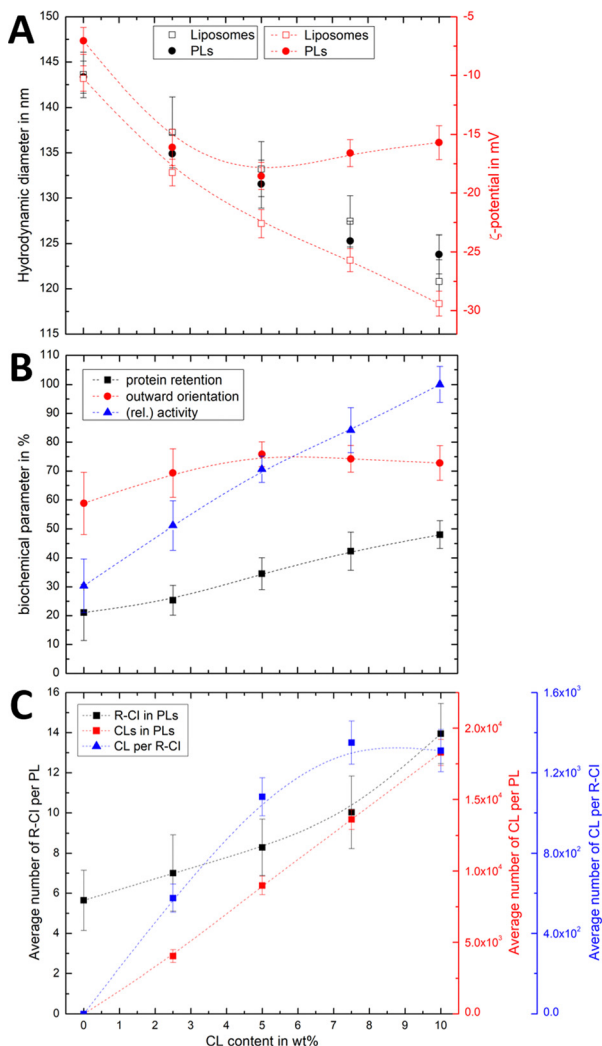 A
Liposomes
PLs
Liposomes
PLs
Hydrodynamic diameter in nm
150
145
140
135
130
125
120
115
-5
-10
-15
-20
-25
-30
ζ-potential in mV
B
protein retention
outward orientation
(rel.) activity
biochemical parameter in %
110
100
90
80
70
60
50
40
30
20
10
0
C
R-CI in PLs
CLs in PLs
CL per R-CI
Average number of R-CI per PL
16
14
12
10
8
6
4
2
0
2.0x10⁴
1.5x10⁴
1.0x10⁴
5.0x10³
0.0
Average number of CL per PL
1.6x10³
1.2x10³
8.0x10²
4.0x10²
0.0
Average number of CL per R-CI
0 1 2 3 4 5 6 7 8 9 10
CL content in wt%